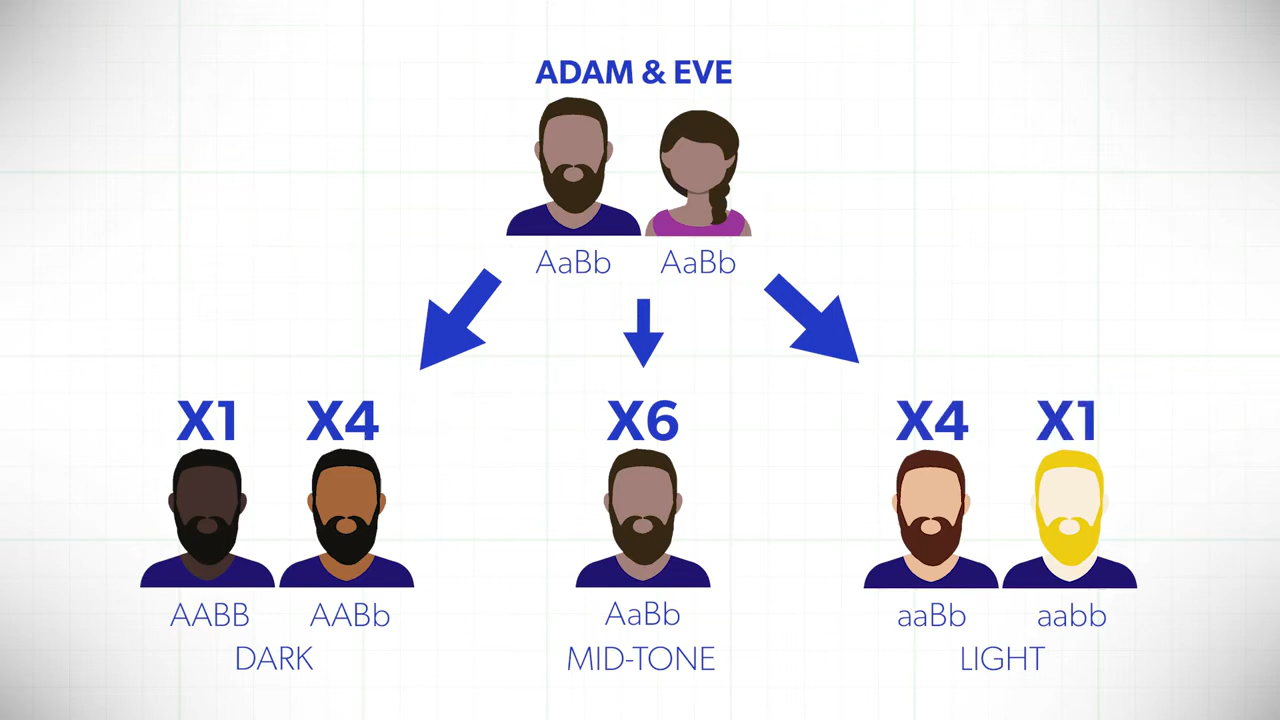 ADAM & EVE
AaBb AaBb
X1 X4 X6 X4 X1
AABB AABb AaBb aaBb aabb
DARK MID-TONE LIGHT